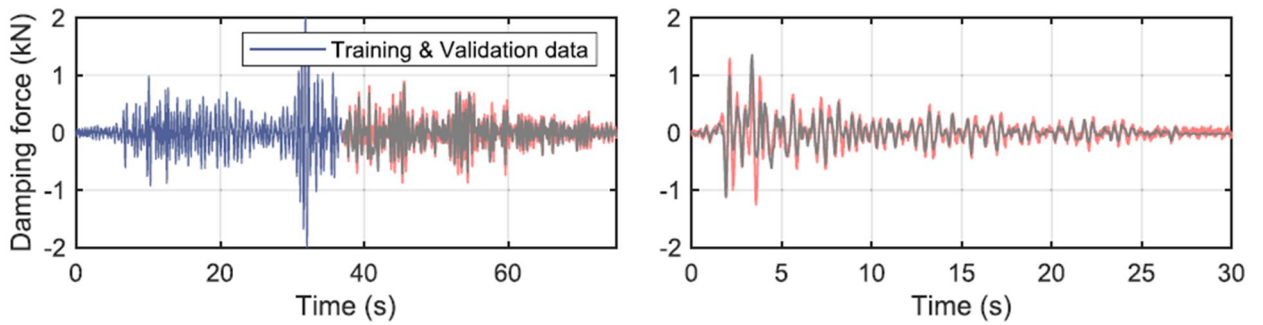 Damping force (kN)
2
1
0
-1
-2
Training & Validation data
0 20 40 60
Time (s)
2
1
0
-1
-2
0 5 10 15 20 25 30
Time (s)